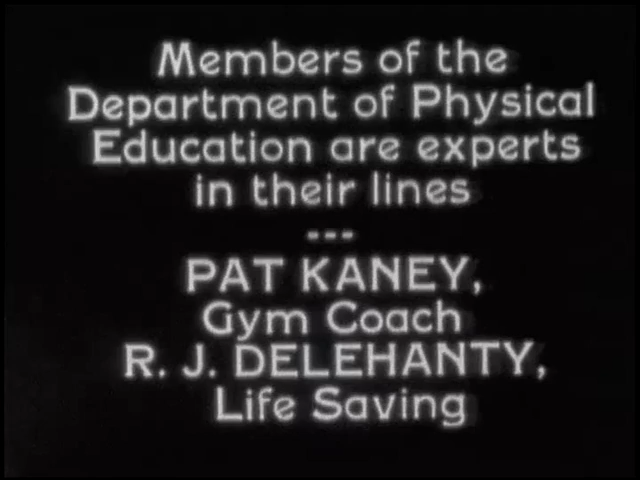 Members of the
Department of Physical
Education are experts
in their lines
---
PAT KANEY,
Gym Coach
R. J. DELEHANTY,
Life Saving